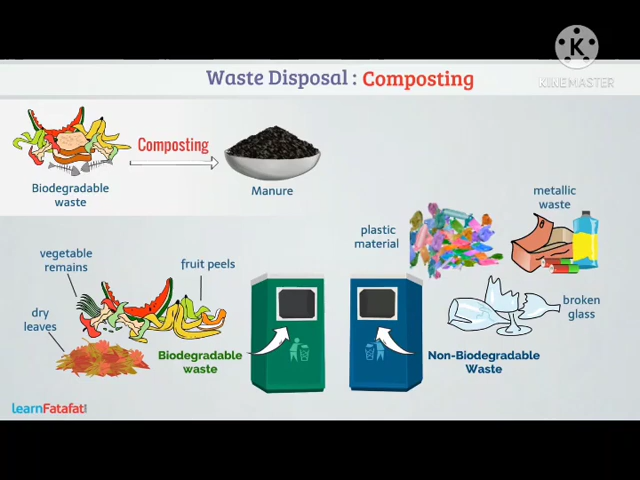 K
KINEMASTER
Waste Disposal : Composting
Composting
Biodegradable
waste
Manure
metallic
waste
plastic
material
vegetable
remains
fruit peels
dry
leaves
broken
glass
Biodegradable
waste
Non-Biodegradable
Waste
learnFatafat